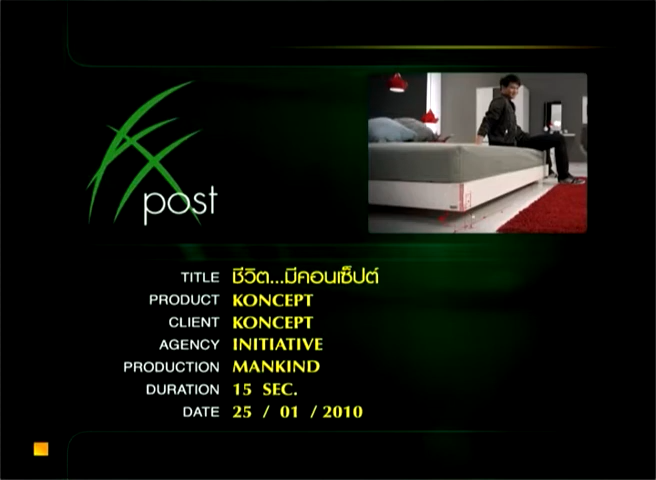 FX
post
TITLE ชีวิต...มีคอนเซ็ปต์
PRODUCT KONCEPT
CLIENT KONCEPT
AGENCY INITIATIVE
PRODUCTION MANKIND
DURATION 15 SEC.
DATE 25 / 01 / 2010